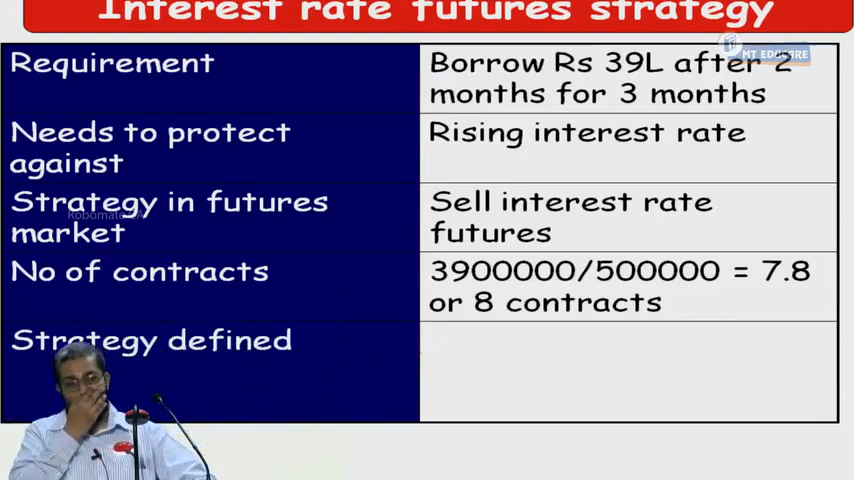 Interest rate futures strategy
MT EDUCARE
Requirement
Borrow Rs 39L after 2
months for 3 months
Needs to protect
against
Rising interest rate
Strategy in futures
market
Robomate
Sell interest rate
futures
No of contracts
3900000/500000 = 7.8
or 8 contracts
Strategy defined